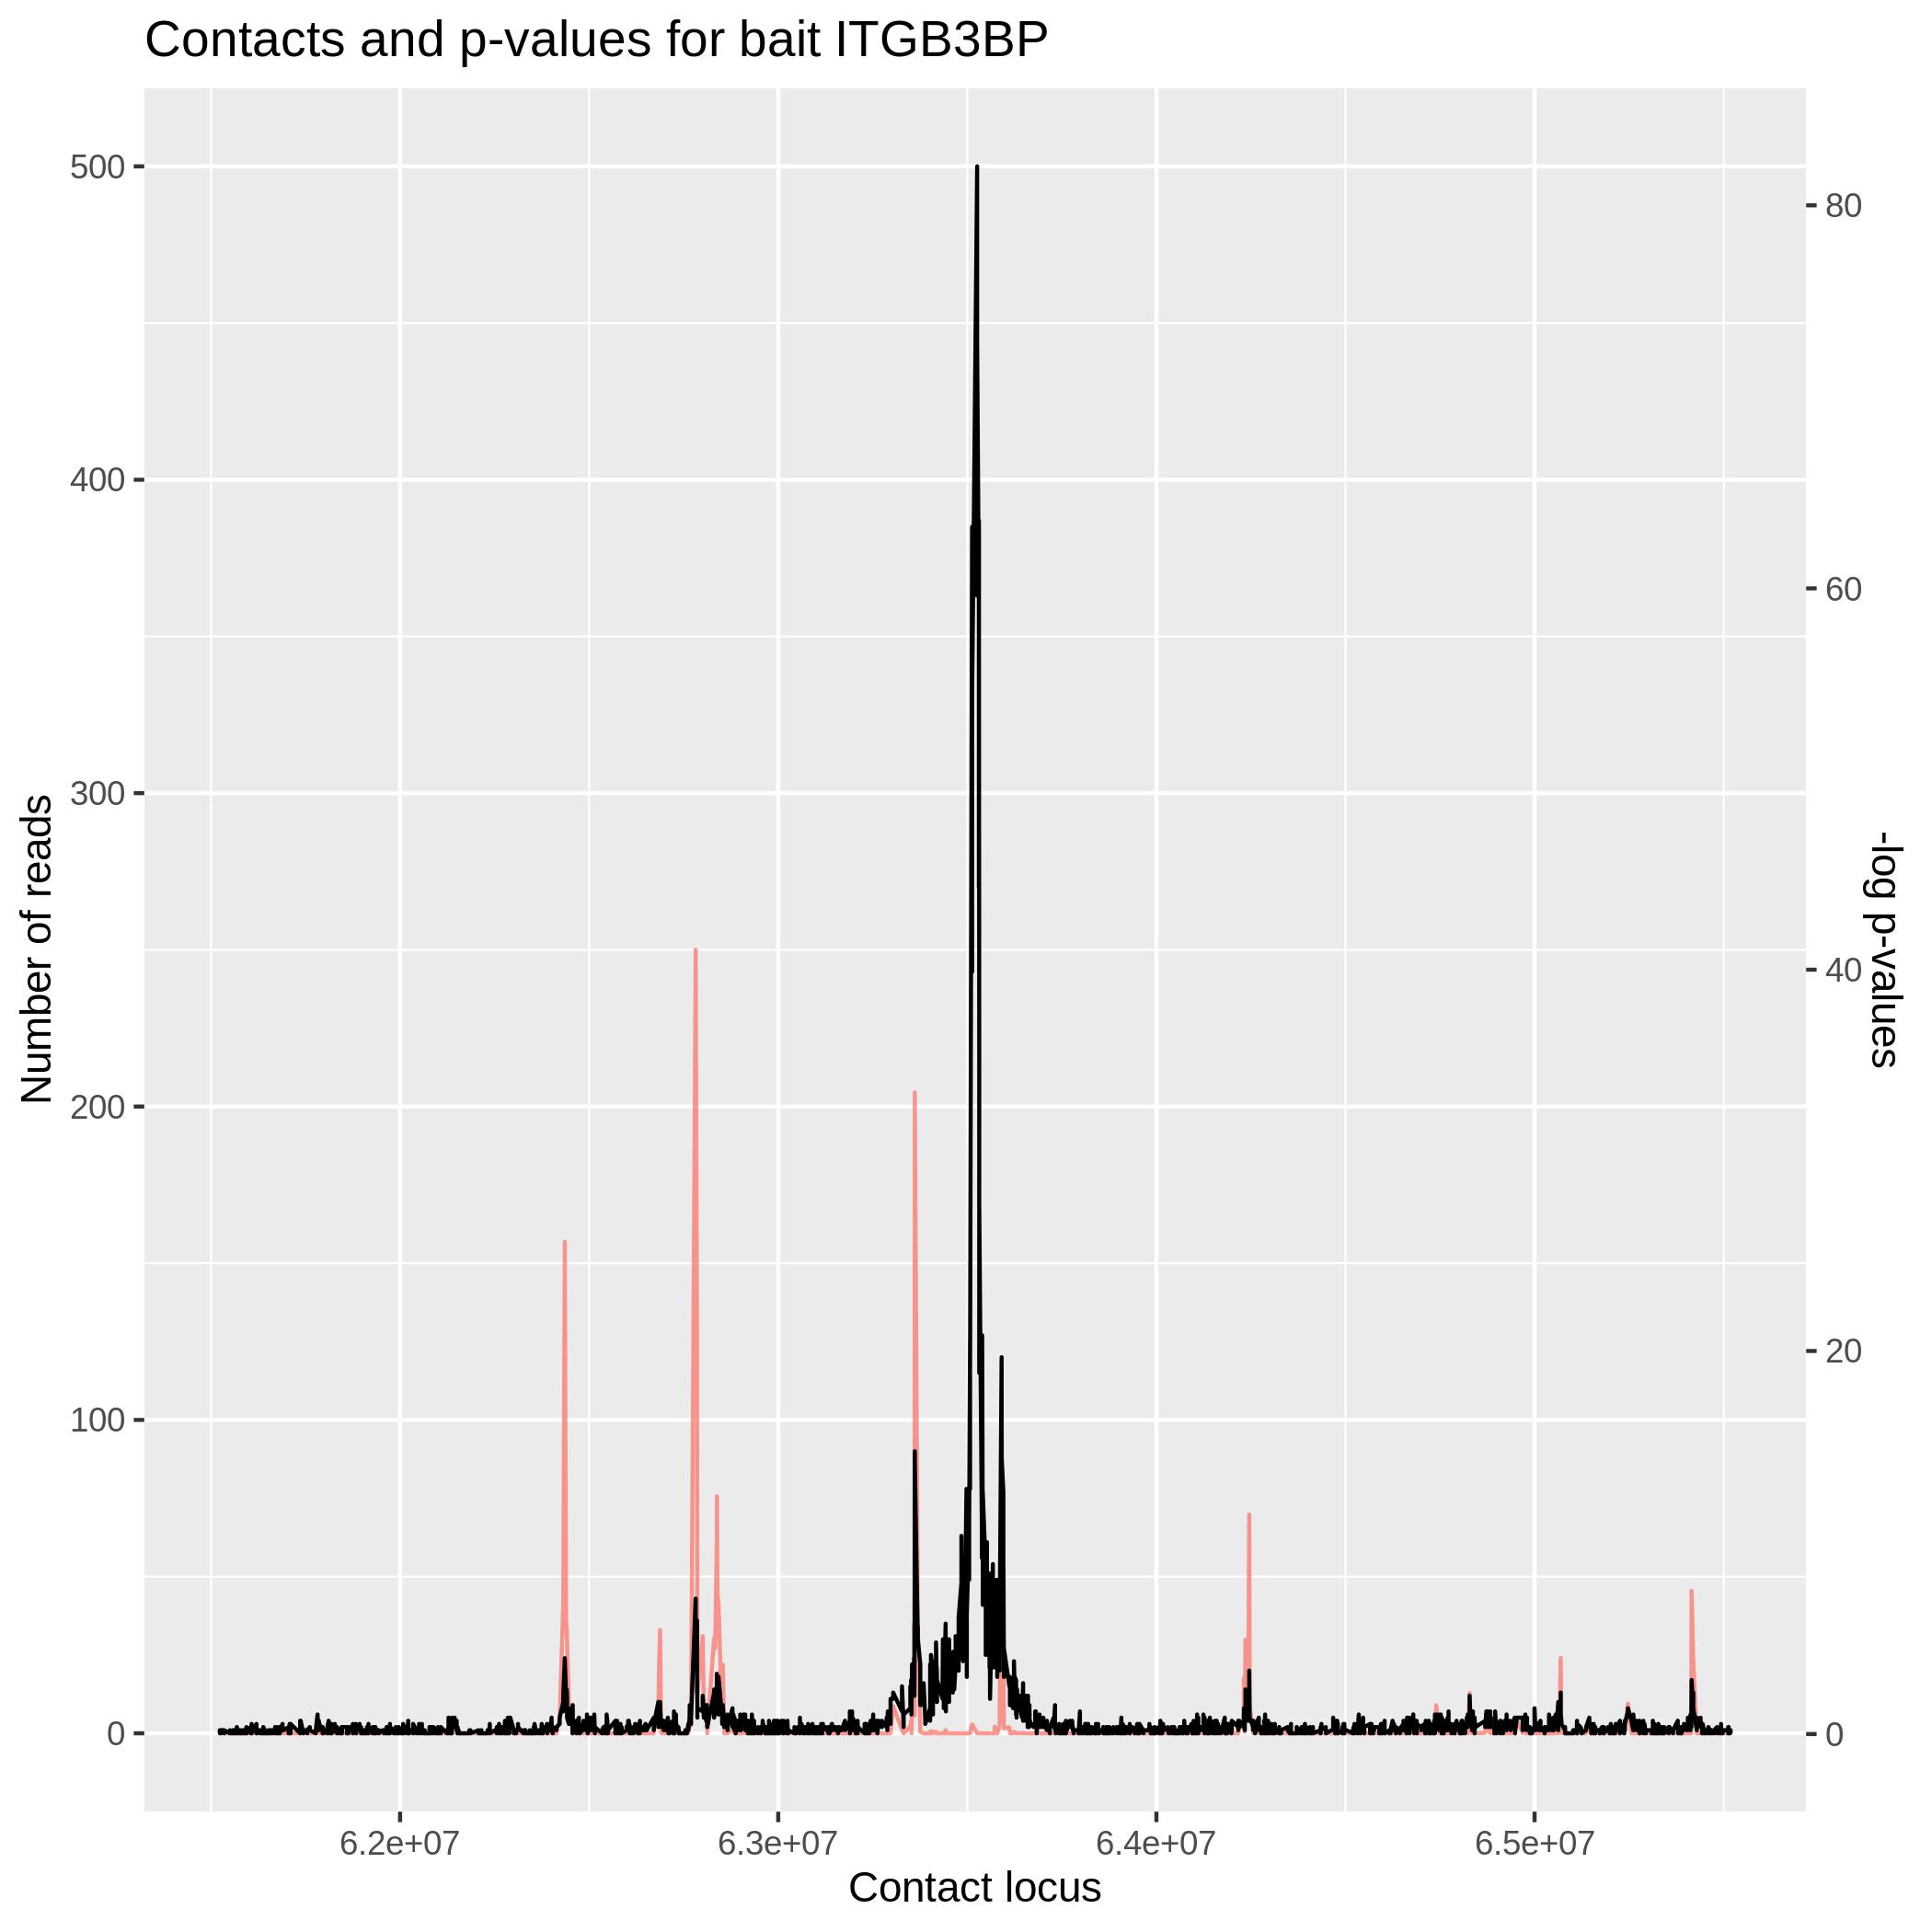 Contacts and p-values for bait ITGB3BP
Number of reads
500
400
300
200
100
0
80
60
40
20
0
-log p-values
6.2e+07
6.3e+07
6.4e+07
6.5e+07
Contact locus